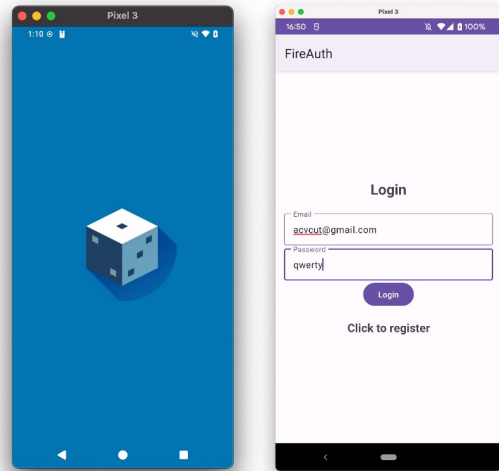 Pixel 3
1:10
Pixel 3
16:50
100%
FireAuth
Login
Email
acvcut@gmail.com
Password
qwerty
Login
Click to register